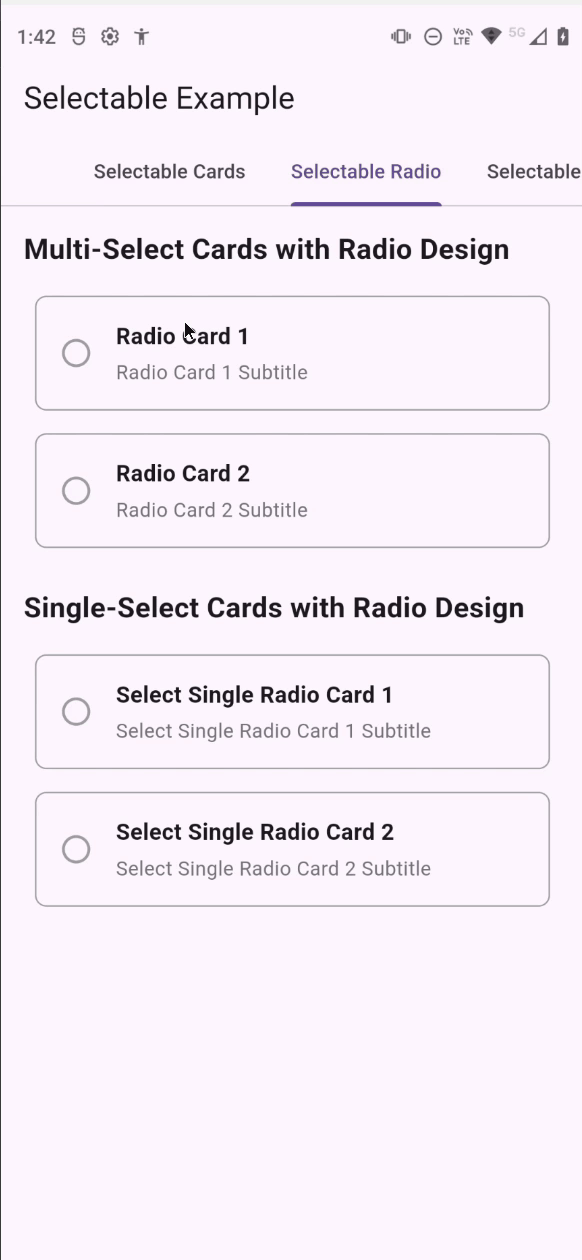 1:42
Vo)) LTE
5G
Selectable Example
Selectable Cards
Selectable Radio
Selectable
Multi-Select Cards with Radio Design
Radio Card 1
Radio Card 1 Subtitle
Radio Card 2
Radio Card 2 Subtitle
Single-Select Cards with Radio Design
Select Single Radio Card 1
Select Single Radio Card 1 Subtitle
Select Single Radio Card 2
Select Single Radio Card 2 Subtitle